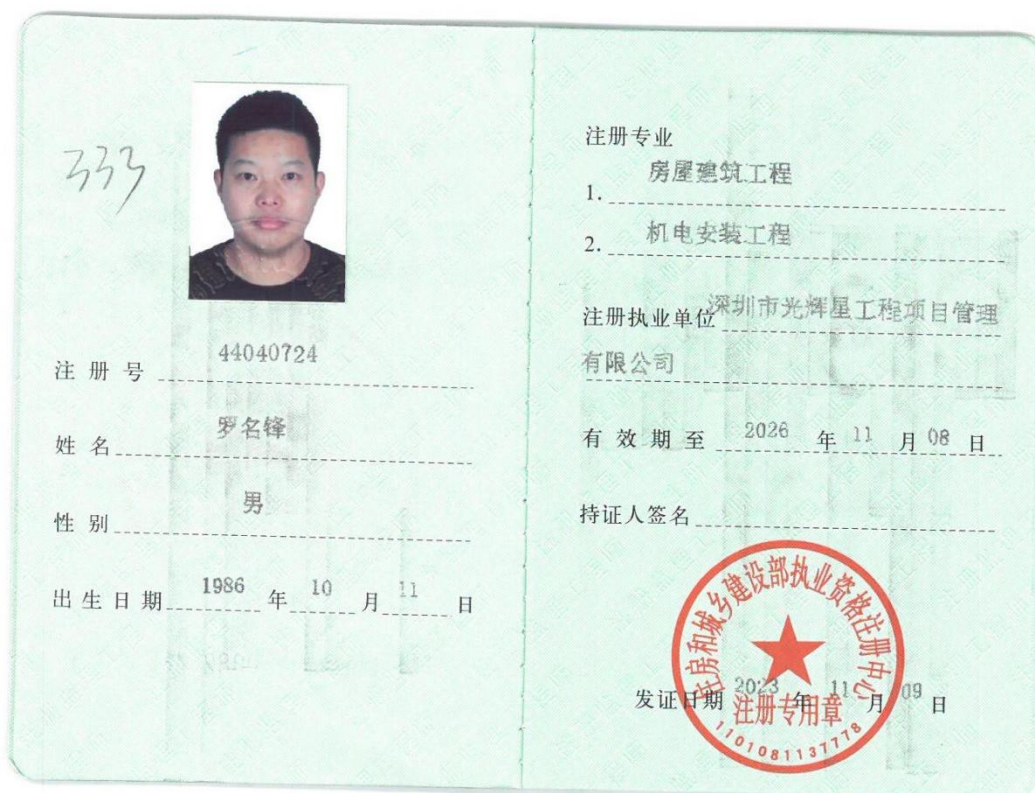 333
注册号 44040724
姓名 罗名锋
性别 男
出生日期 1986 年 10 月 11 日
注册专业
1. 房屋建筑工程
2. 机电安装工程
注册执业单位 深圳市光辉星工程项目管理
有限公司
有效期至 2026 年 11 月 08 日
持证人签名
住房和城乡建设部执业资格注册中心
发证日期 2023 年 11 月 09 日
注册专用章
1101081137778